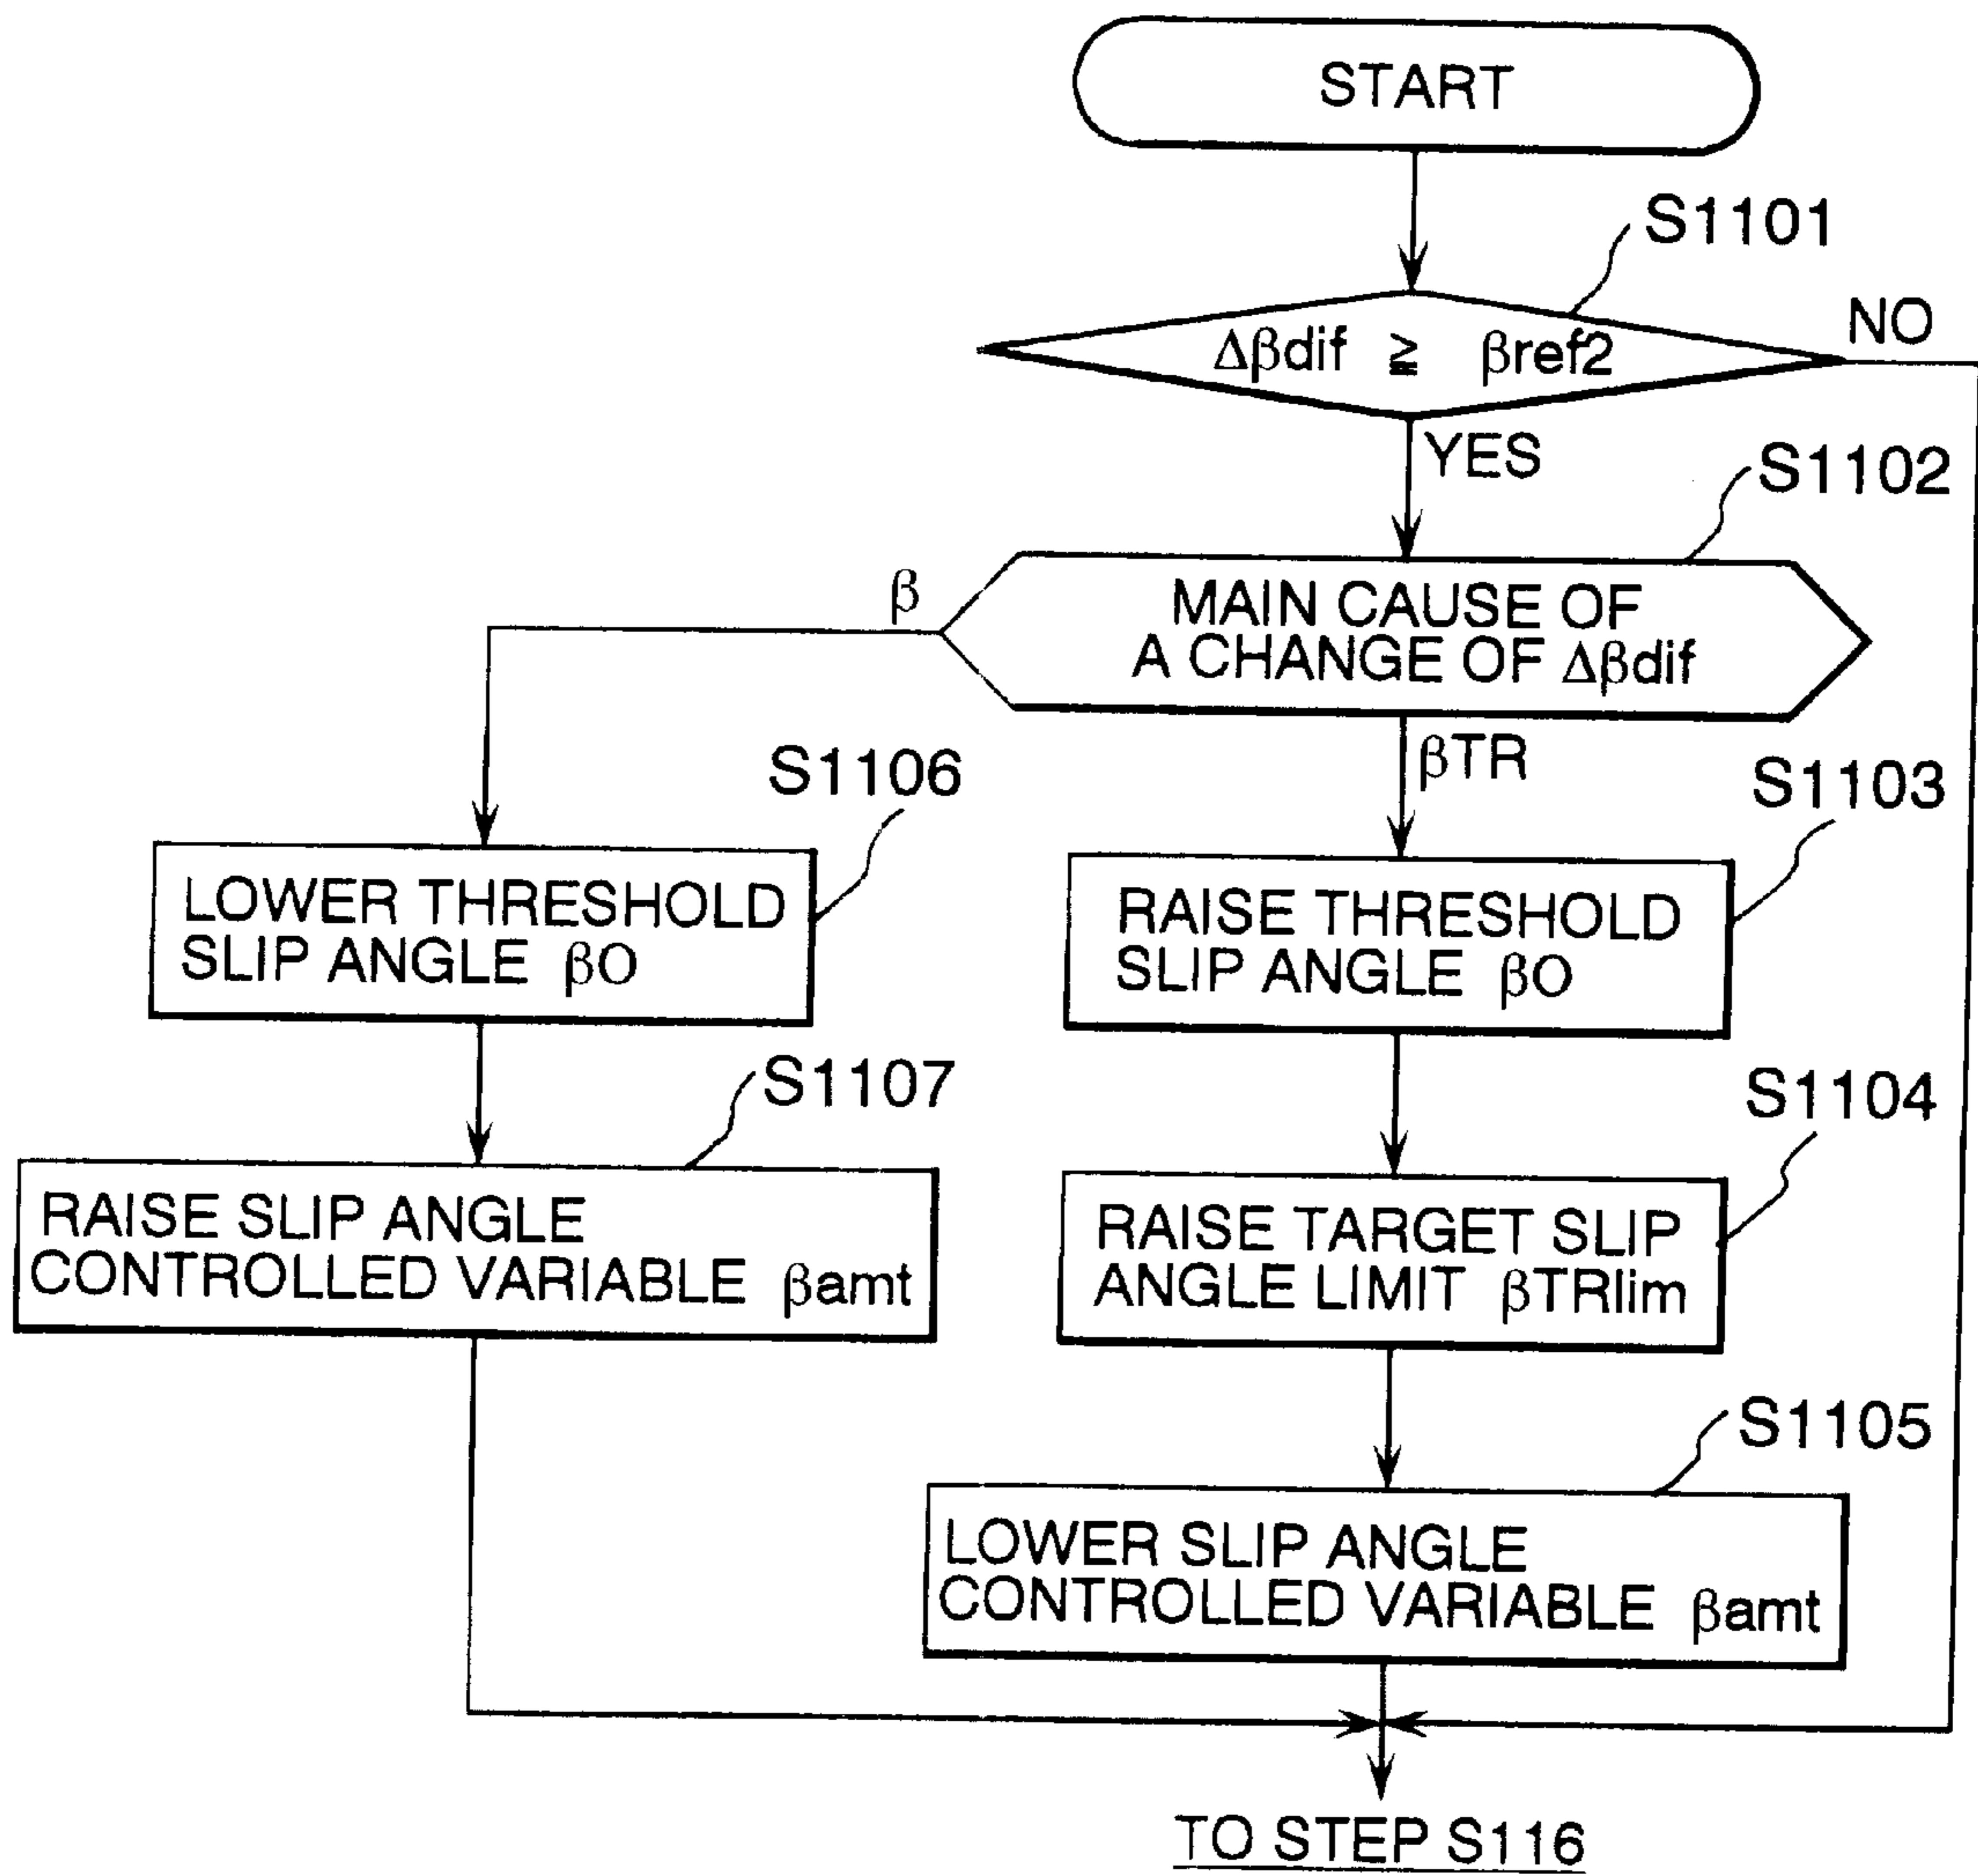 START
S1101
Δβdif ≧ βref2
NO
YES
S1102
MAIN CAUSE OF
A CHANGE OF Δβdif
β
βTR
S1106
S1103
LOWER THRESHOLD
SLIP ANGLE βO
RAISE THRESHOLD
SLIP ANGLE βO
S1107
S1104
RAISE SLIP ANGLE
CONTROLLED VARIABLE βamt
RAISE TARGET SLIP
ANGLE LIMIT βTRlim
S1105
LOWER SLIP ANGLE
CONTROLLED VARIABLE βamt
TO STEP S116